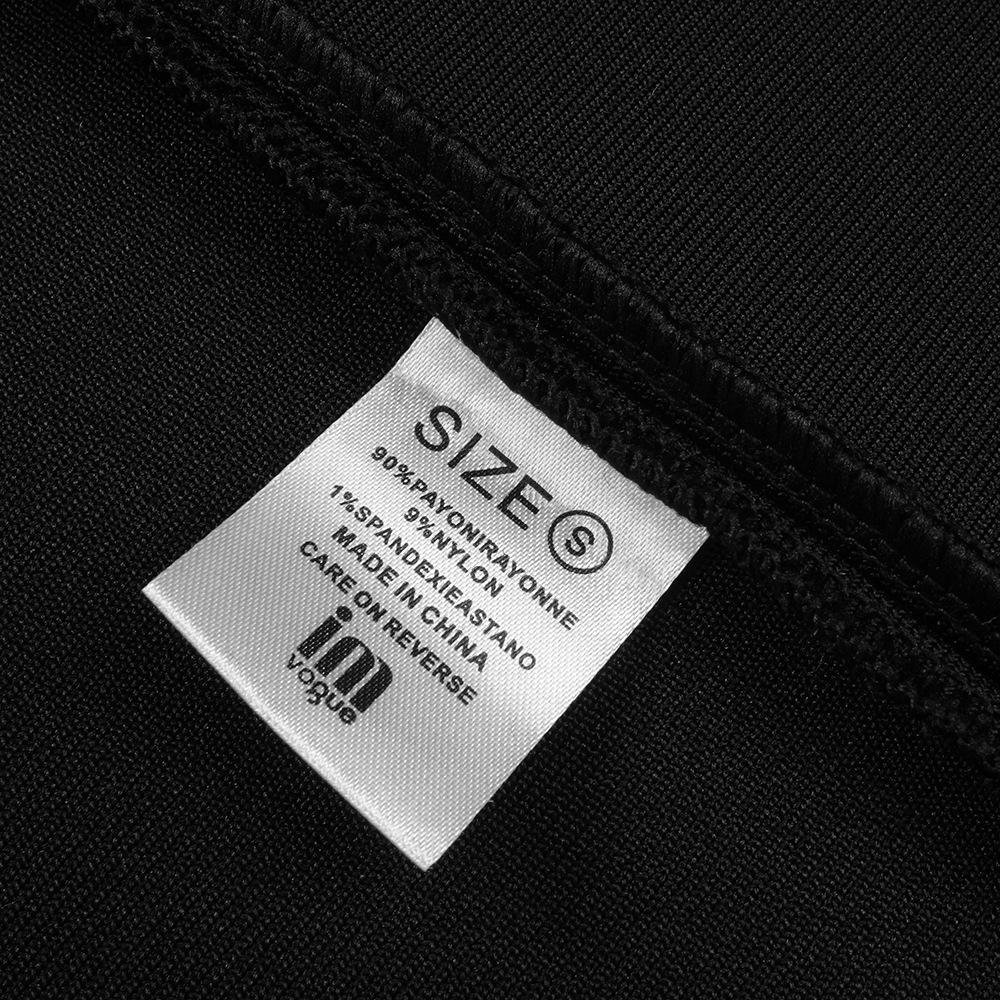 SIZE S
90%PAYONIRAYONNE
9%NYLON
1%SPANDEXIEASTANO
MADE IN CHINA
CARE ON REVERSE
im
vogue